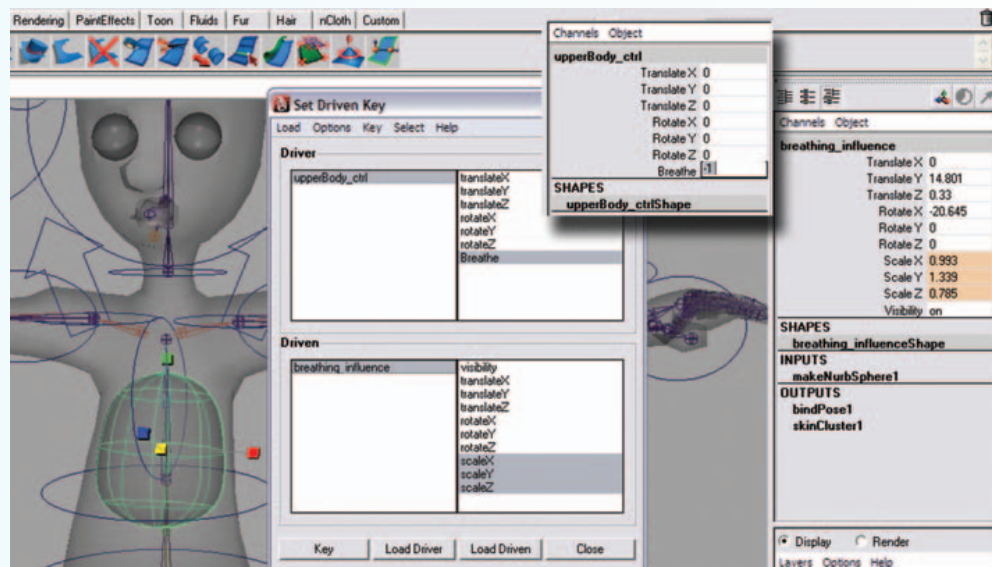 Rendering PaintEffects Toon Fluids Fur Hair nCloth Custom
Channels Object
upperBody_ctrl
Translate X 0
Translate Y 0
Translate Z 0
Rotate X 0
Rotate Y 0
Rotate Z 0
Breathe -1
SHAPES
upperBody_ctrlShape
Set Driven Key
Load Options Key Select Help
Driver
upperBody_ctrl
translateX
translateY
translateZ
rotateX
rotateY
rotateZ
Breathe
Driven
breathing_influence
visibility
translateX
translateY
translateZ
rotateX
rotateY
rotateZ
scaleX
scaleY
scaleZ
Key Load Driver Load Driven Close
Channels Object
breathing_influence
Translate X 0
Translate Y 14.801
Translate Z 0.33
Rotate X -20.645
Rotate Y 0
Rotate Z 0
Scale X 0.993
Scale Y 1.339
Scale Z 0.785
Visibility on
SHAPES
breathing_influenceShape
INPUTS
makeNurbSphere1
OUTPUTS
bindPose1
skinCluster1
Display Render
Layers Options Help